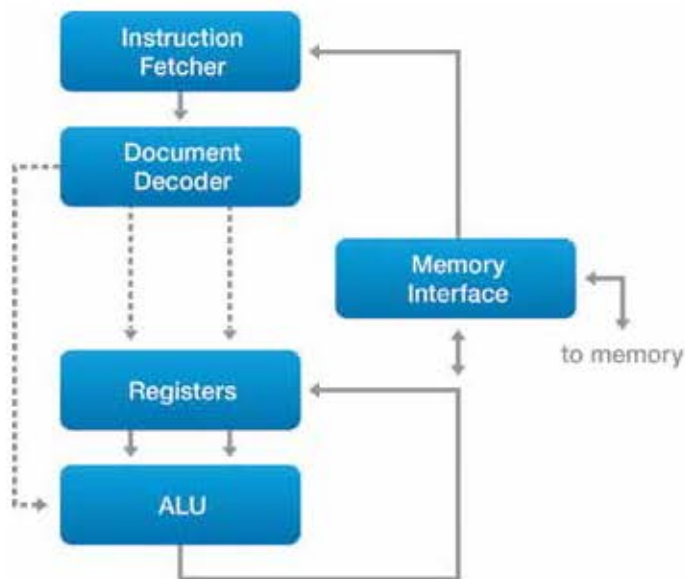 Instruction
Fetcher
Document
Decoder
Memory
Interface
to memory
Registers
ALU